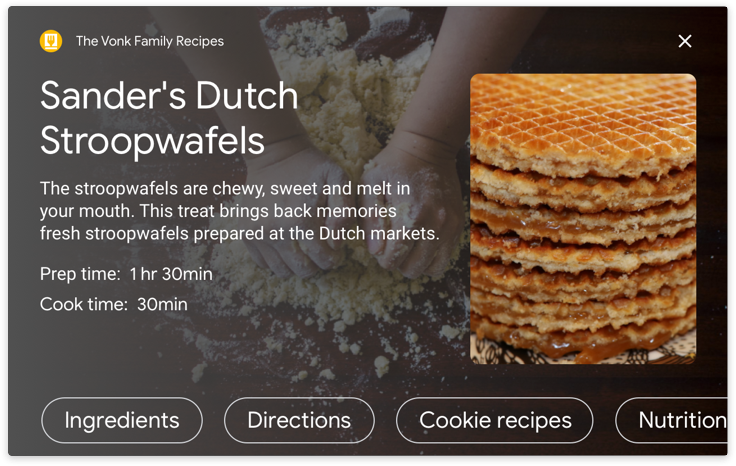 The Vonk Family Recipes
Sander's Dutch
Stroopwafels
The stroopwafels are chewy, sweet and melt in
your mouth. This treat brings back memories
fresh stroopwafels prepared at the Dutch markets.
Prep time: 1 hr 30min
Cook time: 30min
Ingredients
Directions
Cookie recipes
Nutrition